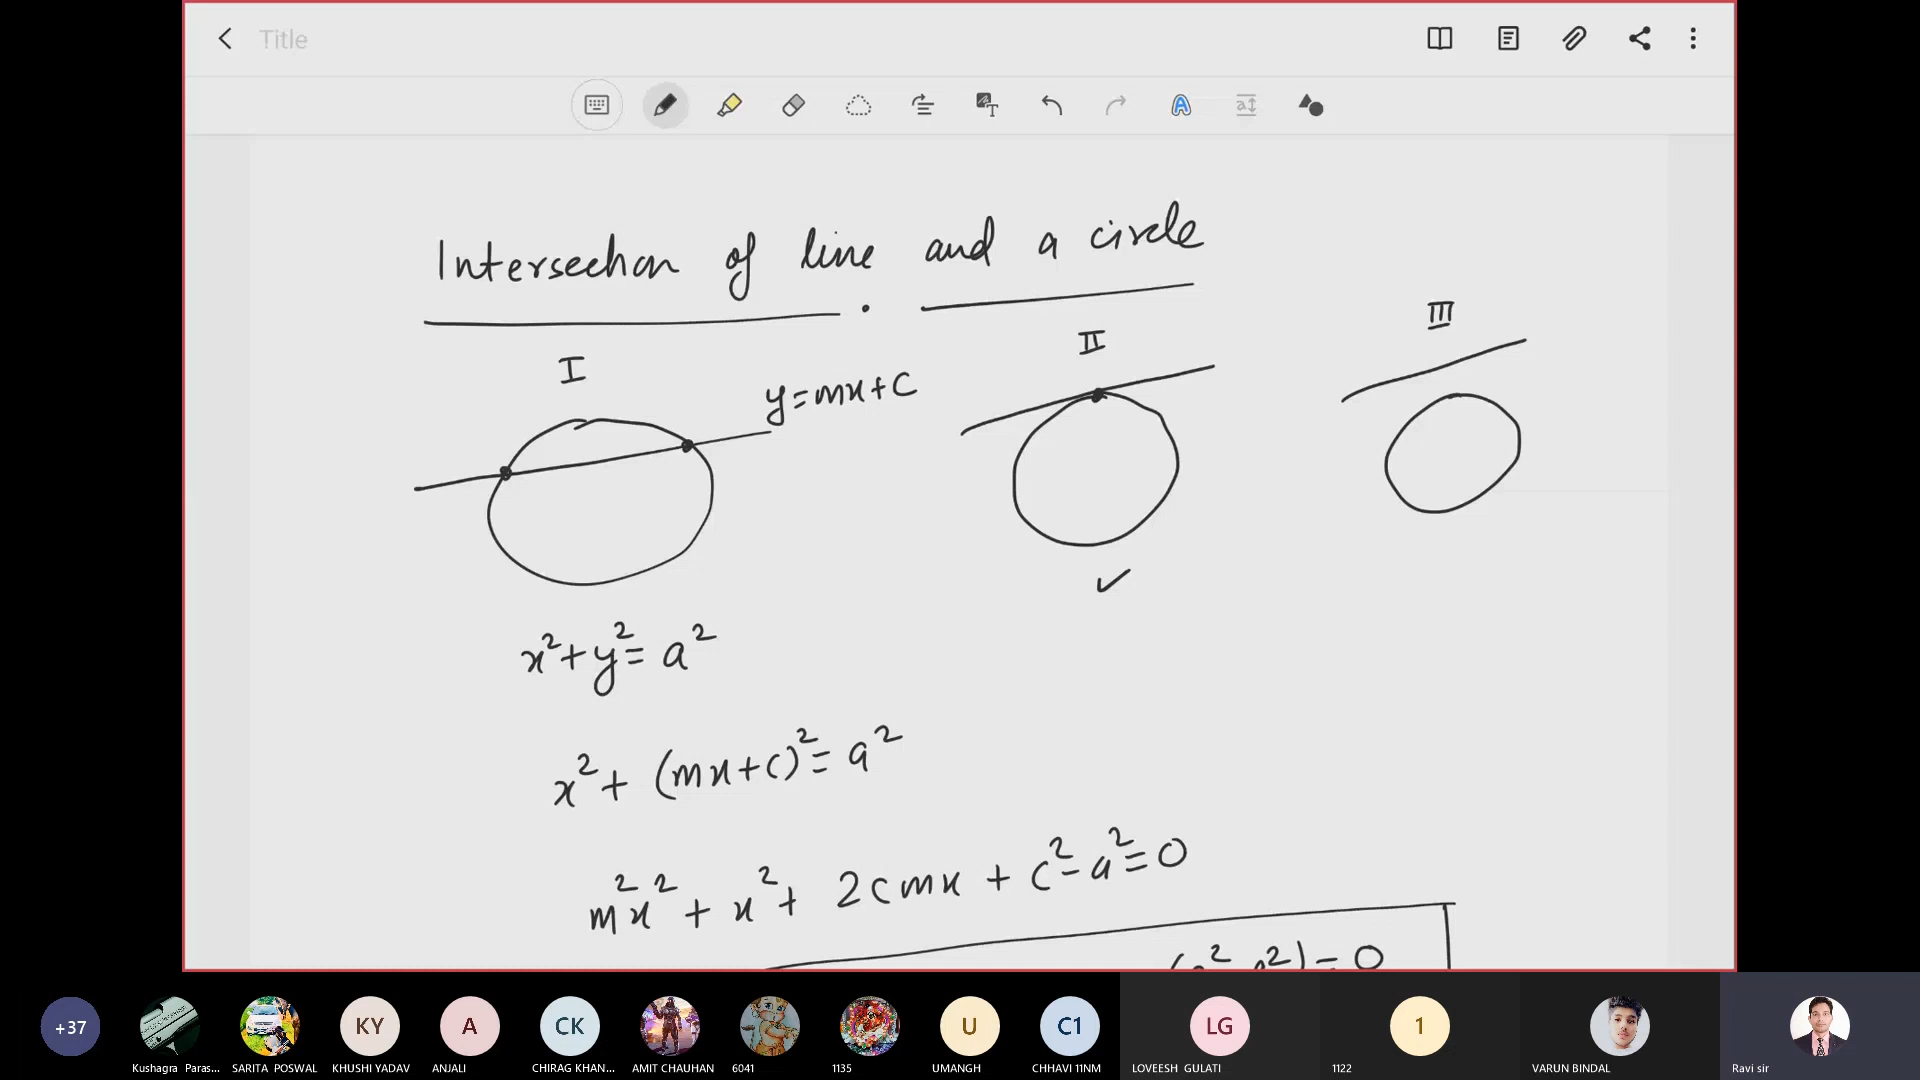 Title
Intersection of line and a circle
I
II
III
y=mx+c
x²+y²=a²
x²+(mx+c)²=a²
m²x²+x²+2cmx+c²-a²=0
)=0
+37
KY
A
CK
U
C1
LG
1
Kushagra Paras...
SARITA POSWAL
KHUSHI YADAV
ANJALI
CHIRAG KHAN...
AMIT CHAUHAN
6041
1135
UMANGH
CHHAVI 11NM
LOVEESH GULATI
1122
VARUN BINDAL
Ravi sir